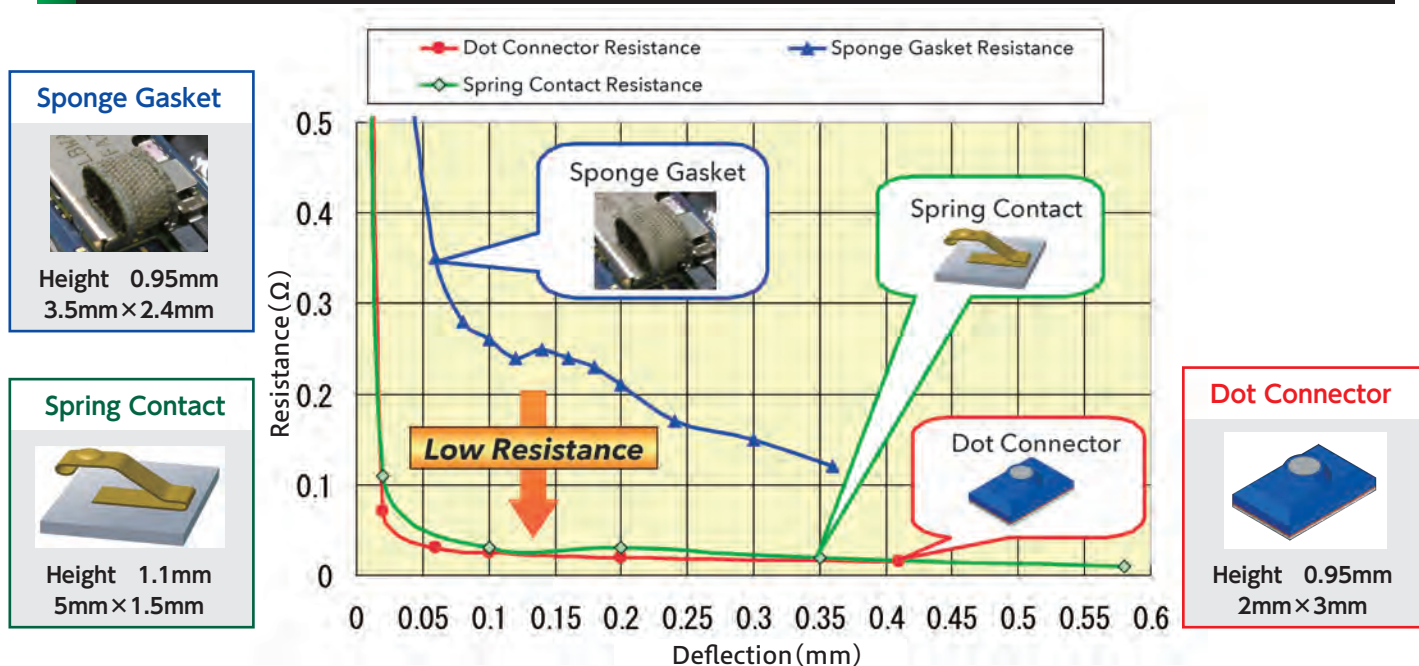 Dot Connector Resistance
Sponge Gasket Resistance
Spring Contact Resistance
Sponge Gasket
Height 0.95mm
3.5mm×2.4mm
Spring Contact
Height 1.1mm
5mm×1.5mm
Resistance(Ω)
0.5
0.4
0.3
0.2
0.1
0
Sponge Gasket
Spring Contact
Low Resistance
Dot Connector
0 0.05 0.1 0.15 0.2 0.25 0.3 0.35 0.4 0.45 0.5 0.55 0.6
Deflection(mm)
Dot Connector
Height 0.95mm
2mm×3mm